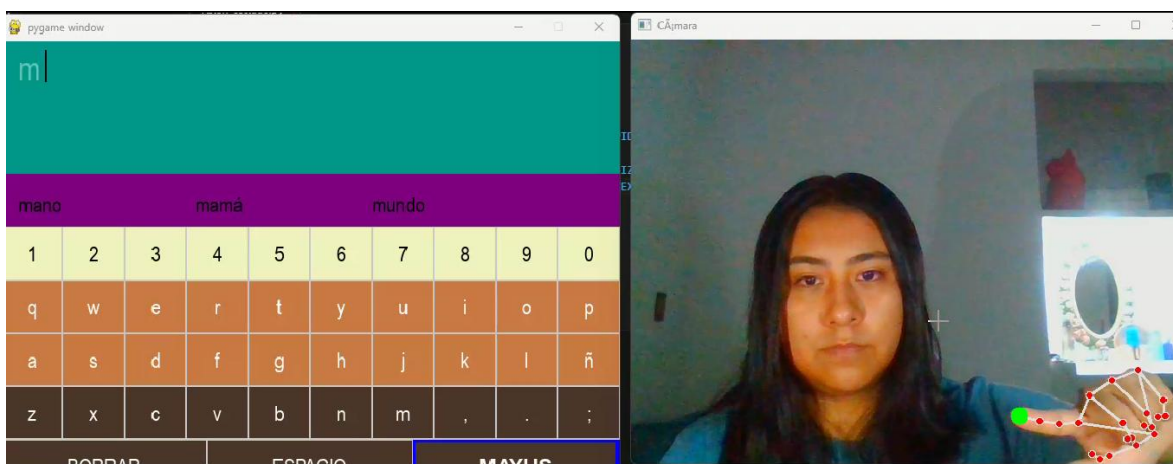 pygame window
CÃ¡mara
m
mano mamá mundo
1 2 3 4 5 6 7 8 9 0
q w e r t y u i o p
a s d f g h j k l ñ
z x c v b n m , . ;
BORRAR ESPACIO MAYUS